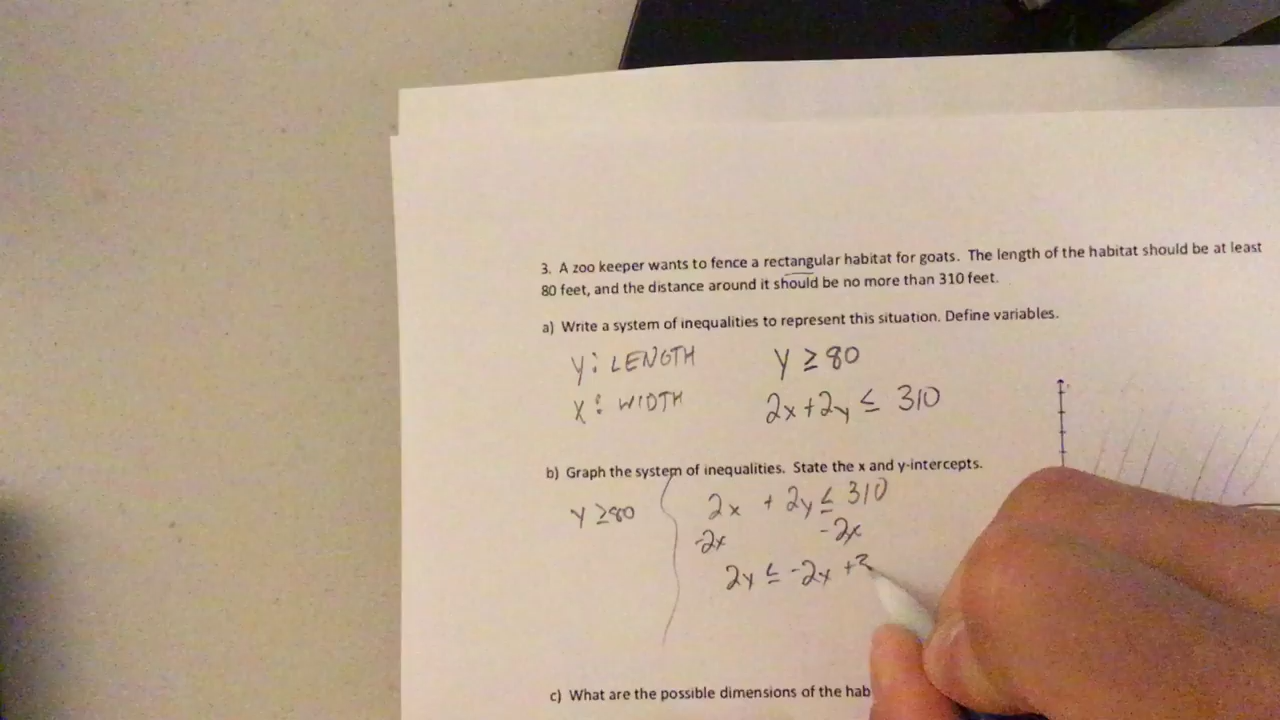 3. A zoo keeper wants to fence a rectangular habitat for goats. The length of the habitat should be at least
80 feet, and the distance around it should be no more than 310 feet.
a) Write a system of inequalities to represent this situation. Define variables.
Y: LENGTH Y ≥ 80
X: WIDTH 2x + 2y ≤ 310
b) Graph the system of inequalities. State the x and y-intercepts.
Y ≥80 2x + 2y ≤ 310
-2x -2x
2y ≤ -2x +3
c) What are the possible dimensions of the